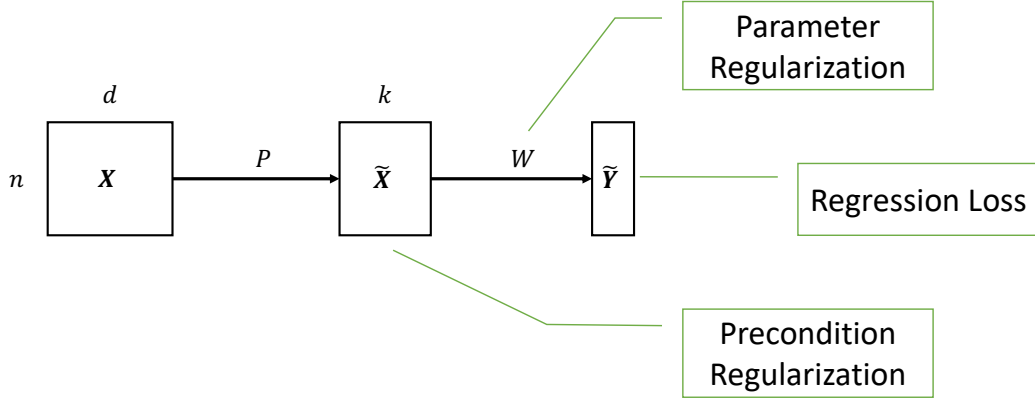 Parameter
Regularization
d
k
n
X
P
X̃
W
Ỹ
Regression Loss
Precondition
Regularization